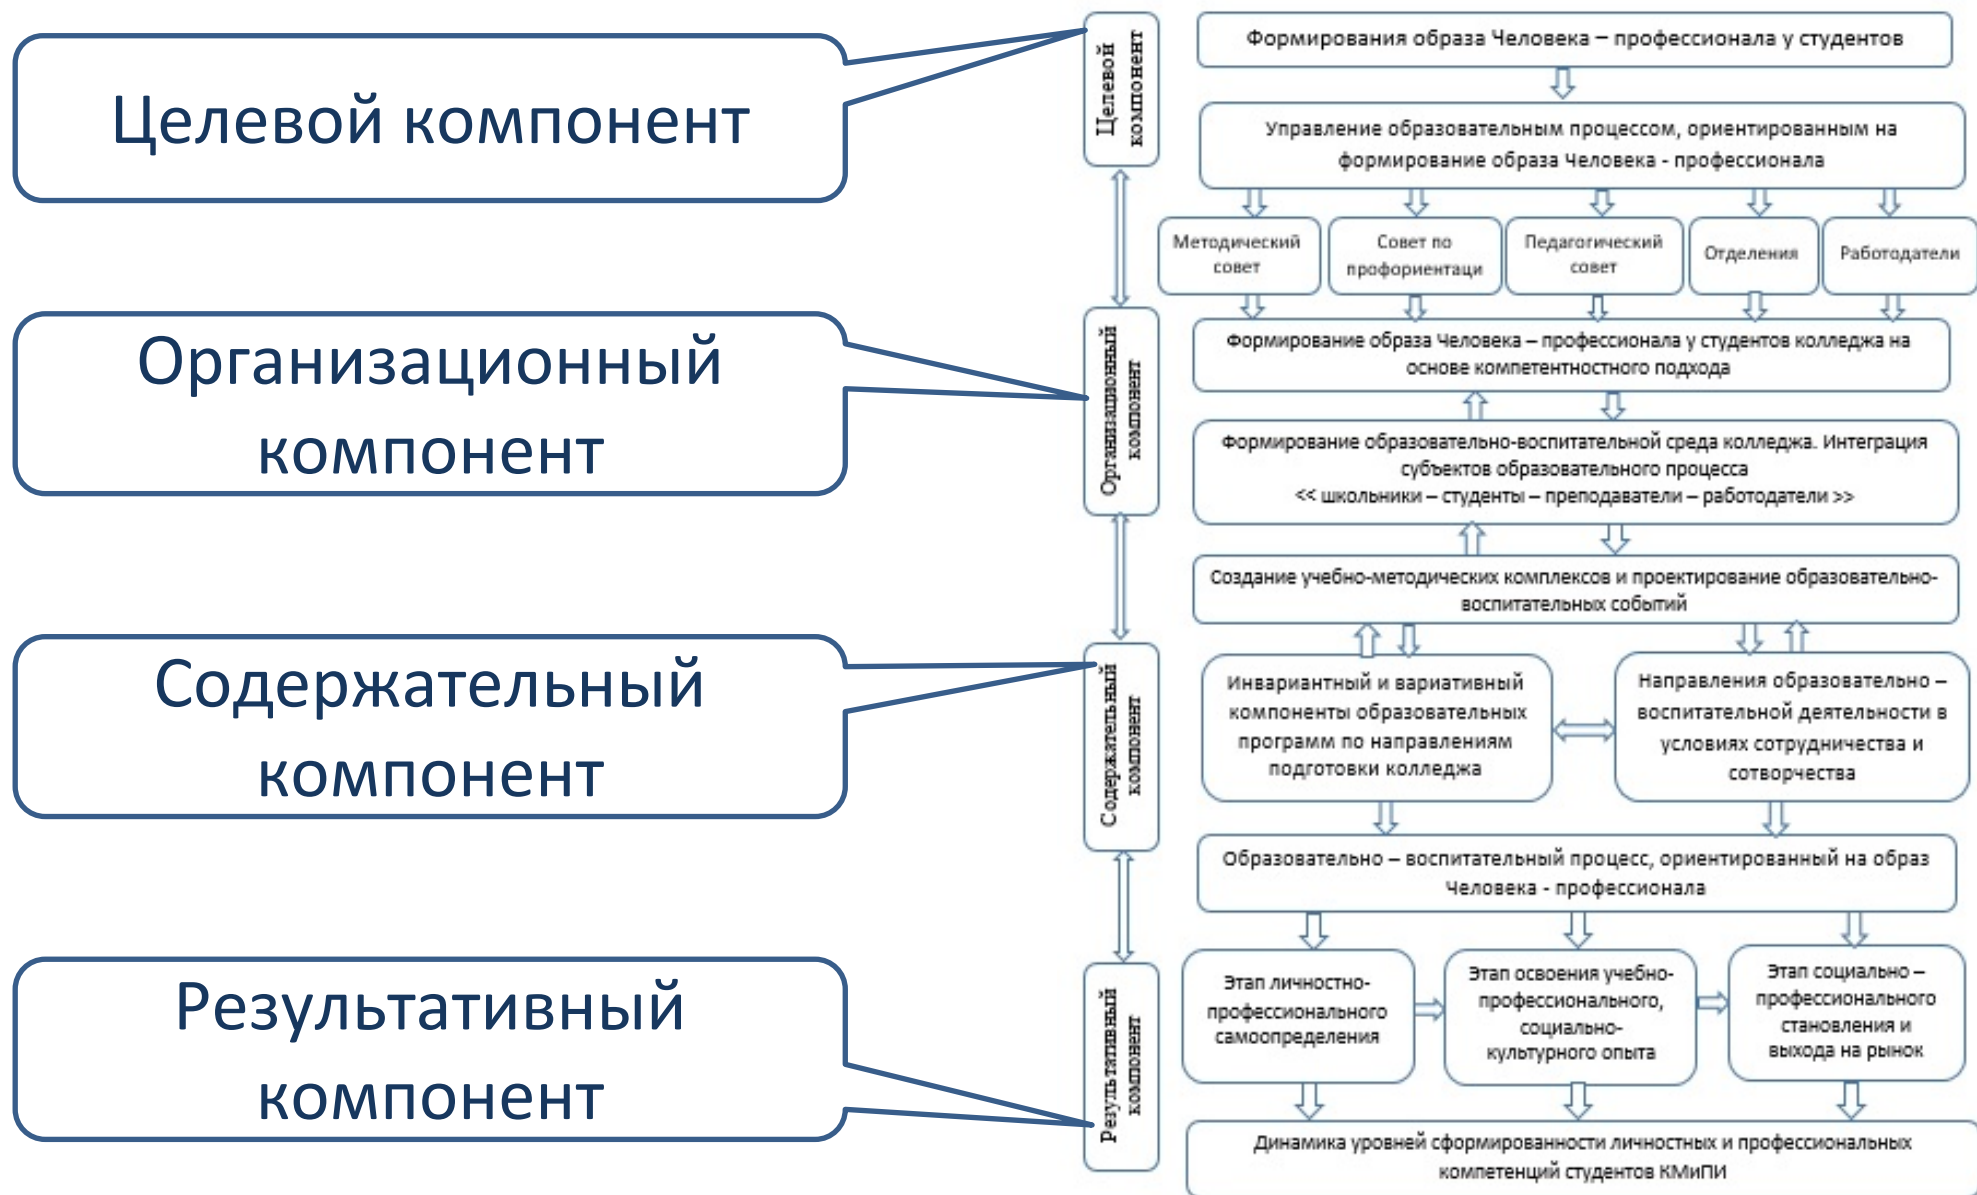 Целевой компонент
Организационный
компонент
Содержательный
компонент
Результативный
компонент
Целевой
компонент
Организационный
компонент
Содержательный
компонент
Результативный
компонент
Формирования образа Человека – профессионала у студентов
Управление образовательным процессом, ориентированным на
формирование образа Человека - профессионала
Методический
совет
Совет по
профориентаци
Педагогический
совет
Отделения
Работодатели
Формирование образа Человека – профессионала у студентов колледжа на
основе компетентностного подхода
Формирование образовательно-воспитательной среда колледжа. Интеграция
субъектов образовательного процесса
<< школьники – студенты – преподаватели – работодатели >>
Создание учебно-методических комплексов и проектирование образовательно-
воспитательных событий
Инвариантный и вариативный
компоненты образовательных
программ по направлениям
подготовки колледжа
Направления образовательно –
воспитательной деятельности в
условиях сотрудничества и
сотворчества
Образовательно – воспитательный процесс, ориентированный на образ
Человека - профессионала
Этап личностно-
профессионального
самоопределения
Этап освоения учебно-
профессионального,
социально-
культурного опыта
Этап социально –
профессионального
становления и
выхода на рынок
Динамика уровней сформированности личностных и профессиональных
компетенций студентов КМиПИ